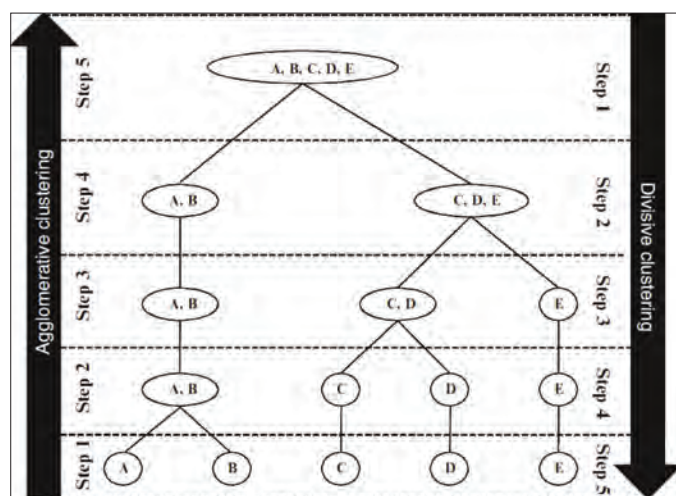 Agglomerative clustering
Step 5
A, B, C, D, E
Step 1
Step 4
A, B
C, D, E
Step 2
Step 3
A, B
C, D
E
Step 3
Step 2
A, B
C
D
E
Step 4
Step 1
A
B
C
D
E
Step 5
Divisive clustering